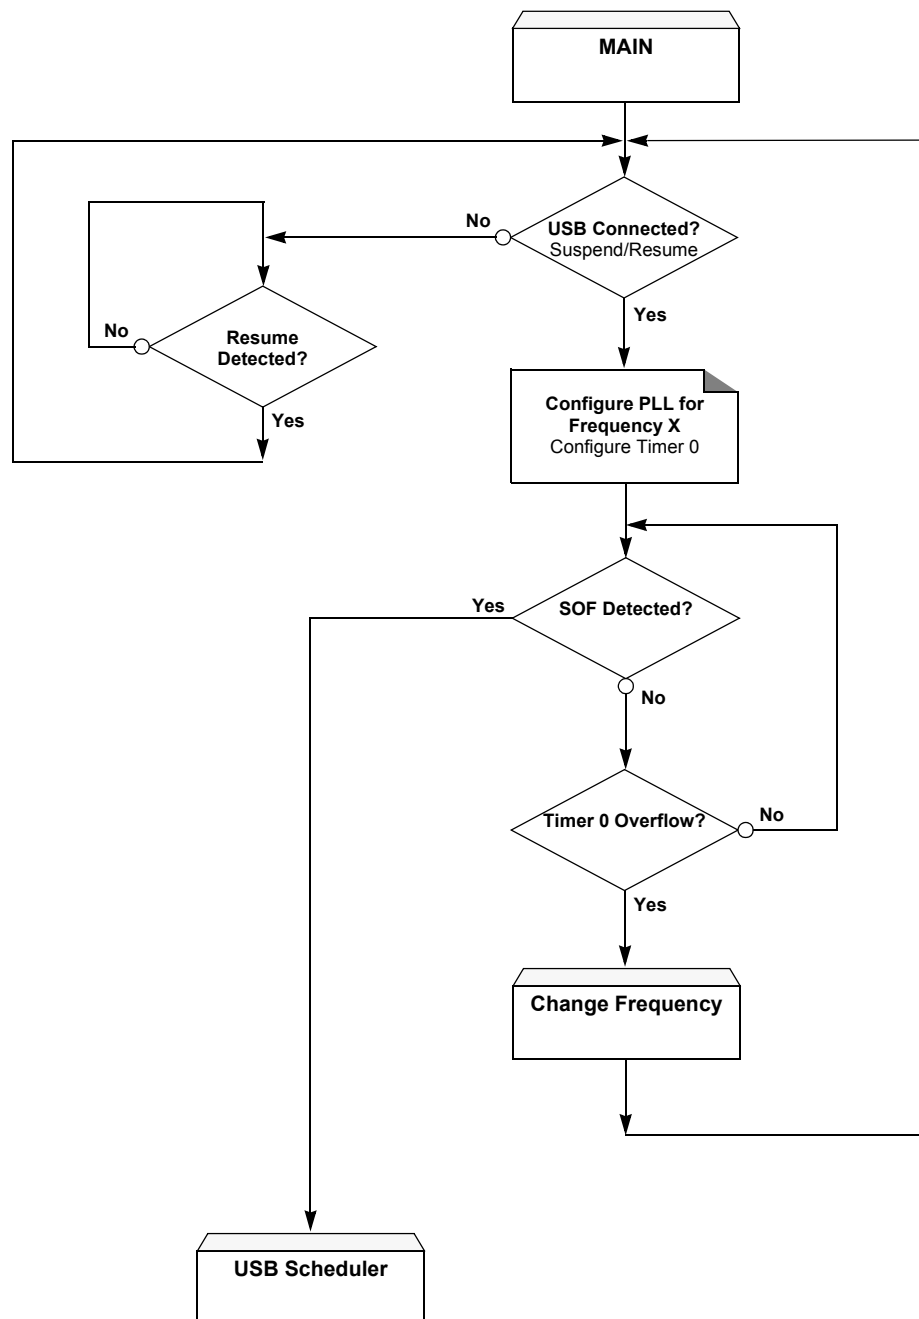 MAIN
No
USB Connected?
Suspend/Resume
Yes
No
Resume
Detected?
Yes
Configure PLL for
Frequency X
Configure Timer 0
Yes
SOF Detected?
No
Timer 0 Overflow?
No
Yes
Change Frequency
USB Scheduler